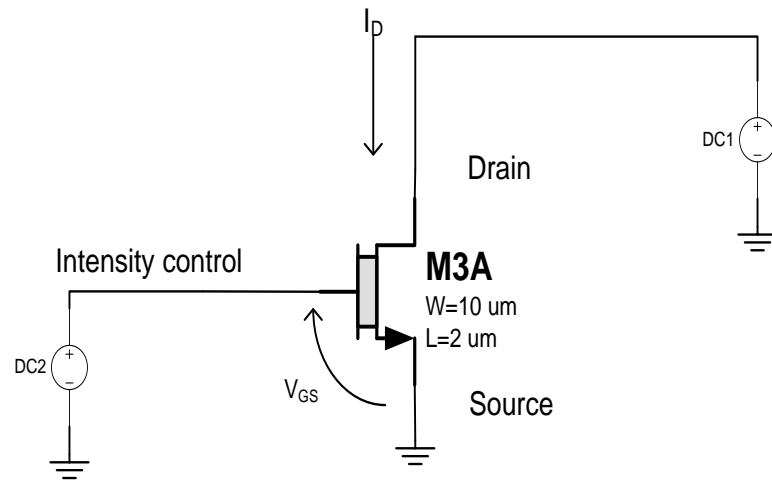 I_D
+
DC1
−
Drain
Intensity control
M3A
W=10 um
L=2 um
+
DC2
−
V_GS
Source